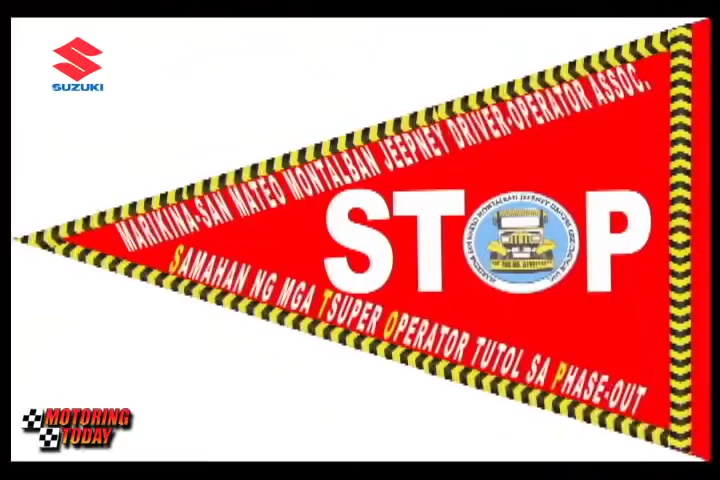 SUZUKI
MARIKINA-SAN MATEO MONTALBAN JEEPNEY DRIVER-OPERATOR ASSOC.
STOP
SAMAHAN NG MGA TSUPER OPERATOR TUTOL SA PHASE-OUT
MOTORING
TODAY